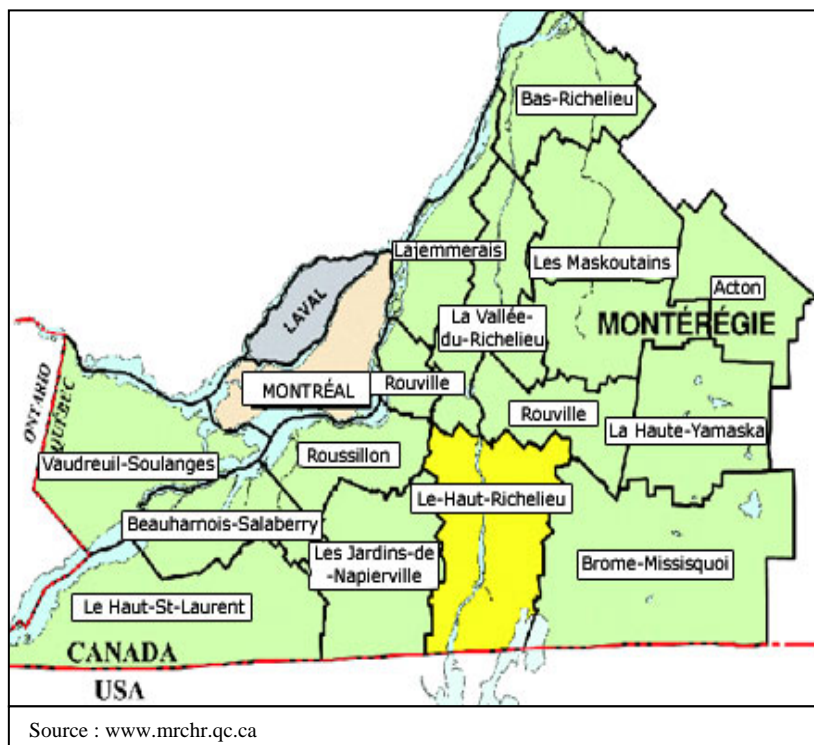 Bas-Richelieu
Lajemmerais
Les Maskoutains
Acton
LAVAL
La Vallée-
du-Richelieu
MONTÉRÉGIE
ONTARIO
QUÉBEC
MONTRÉAL
Rouville
Rouville
La Haute-Yamaska
Vaudreuil-Soulanges
Roussillon
Le-Haut-Richelieu
Beauharnois-Salaberry
Les Jardins-de
-Napierville
Brome-Missisquoi
Le Haut-St-Laurent
CANADA
USA
Source : www.mrchr.qc.ca